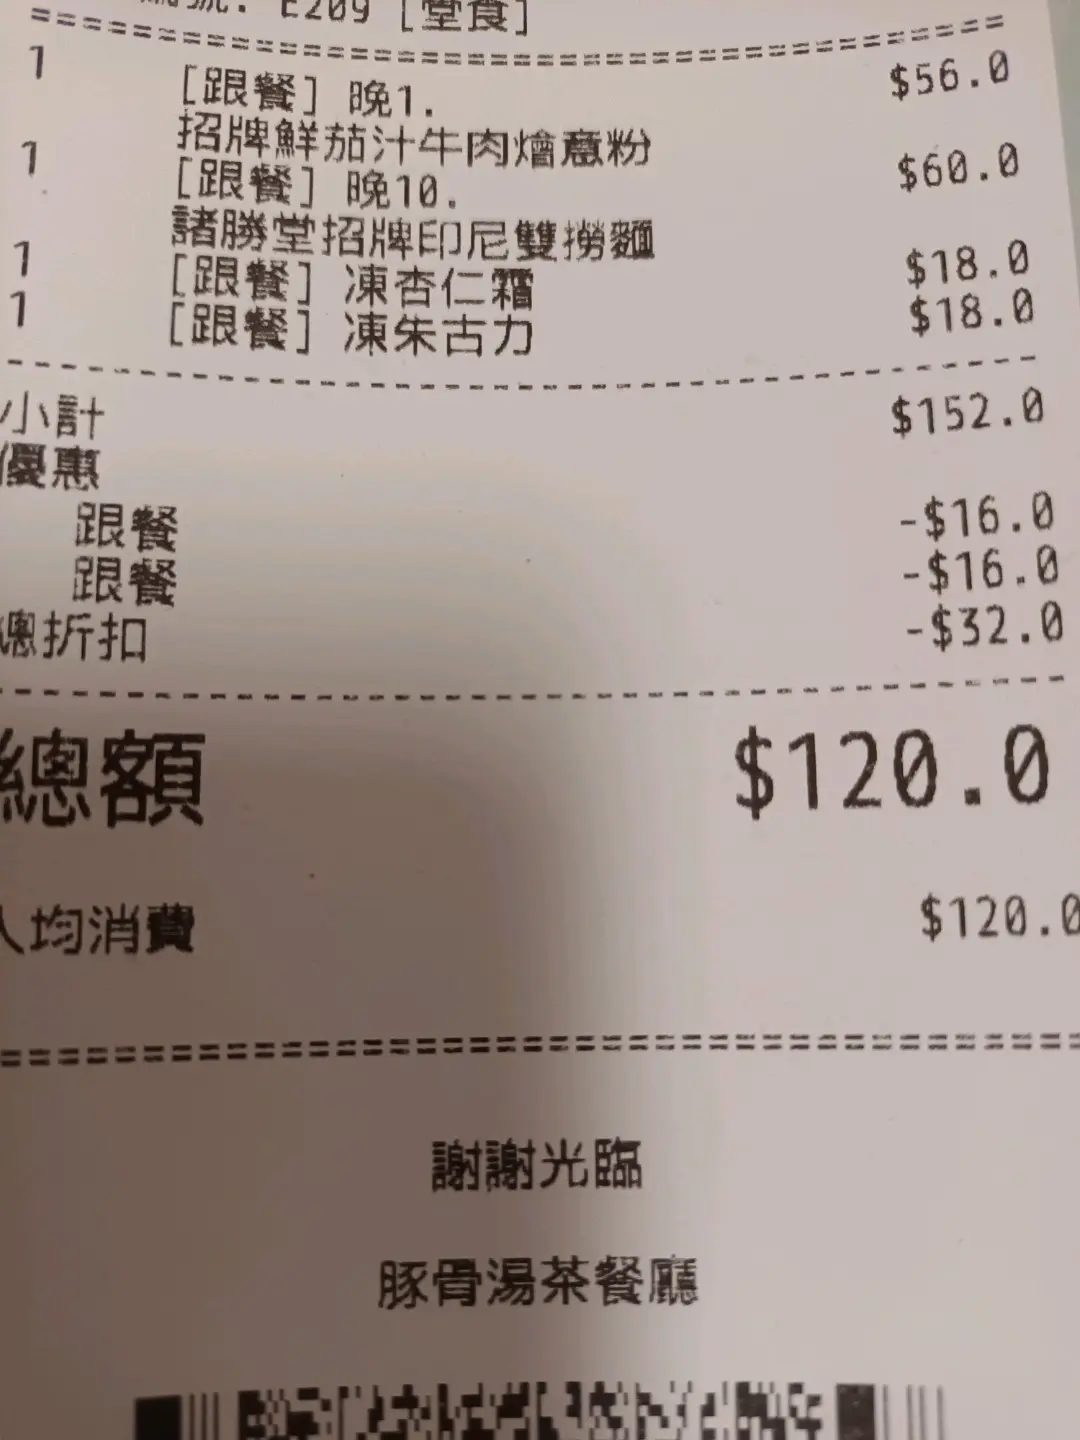 號: E209 [堂食]
1 [跟餐] 晚1. $56.0
招牌鮮茄汁牛肉燴意粉
1 [跟餐] 晚10. $60.0
諸勝堂招牌印尼雙撈麵
1 [跟餐] 凍杏仁霜 $18.0
1 [跟餐] 凍朱古力 $18.0
小計 $152.0
優惠
跟餐 -$16.0
跟餐 -$16.0
總折扣 -$32.0
總額 $120.0
人均消費 $120.0
謝謝光臨
豚骨湯茶餐廳